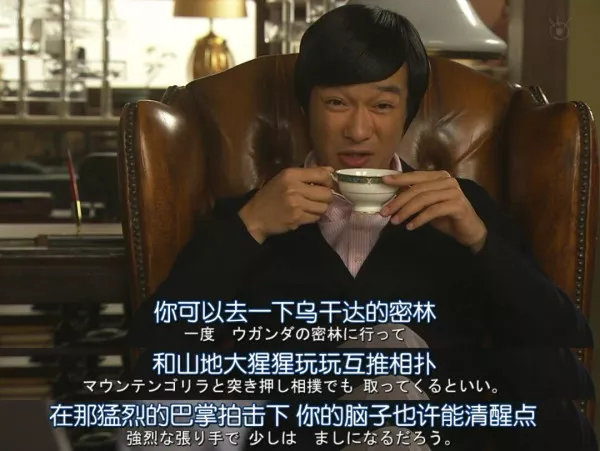 你可以去一下乌干达的密林
一度 ウガンダの密林に行って
和山地大猩猩玩玩互推相扑
マウンテンゴリラと突き押し相撲でも 取ってくるといい。
在那猛烈的巴掌拍击下 你的脑子也许能清醒点
強烈な張り手で 少しは ましになるだろう。